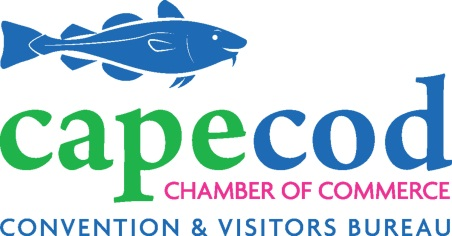 capecod
CHAMBER OF COMMERCE
CONVENTION & VISITORS BUREAU